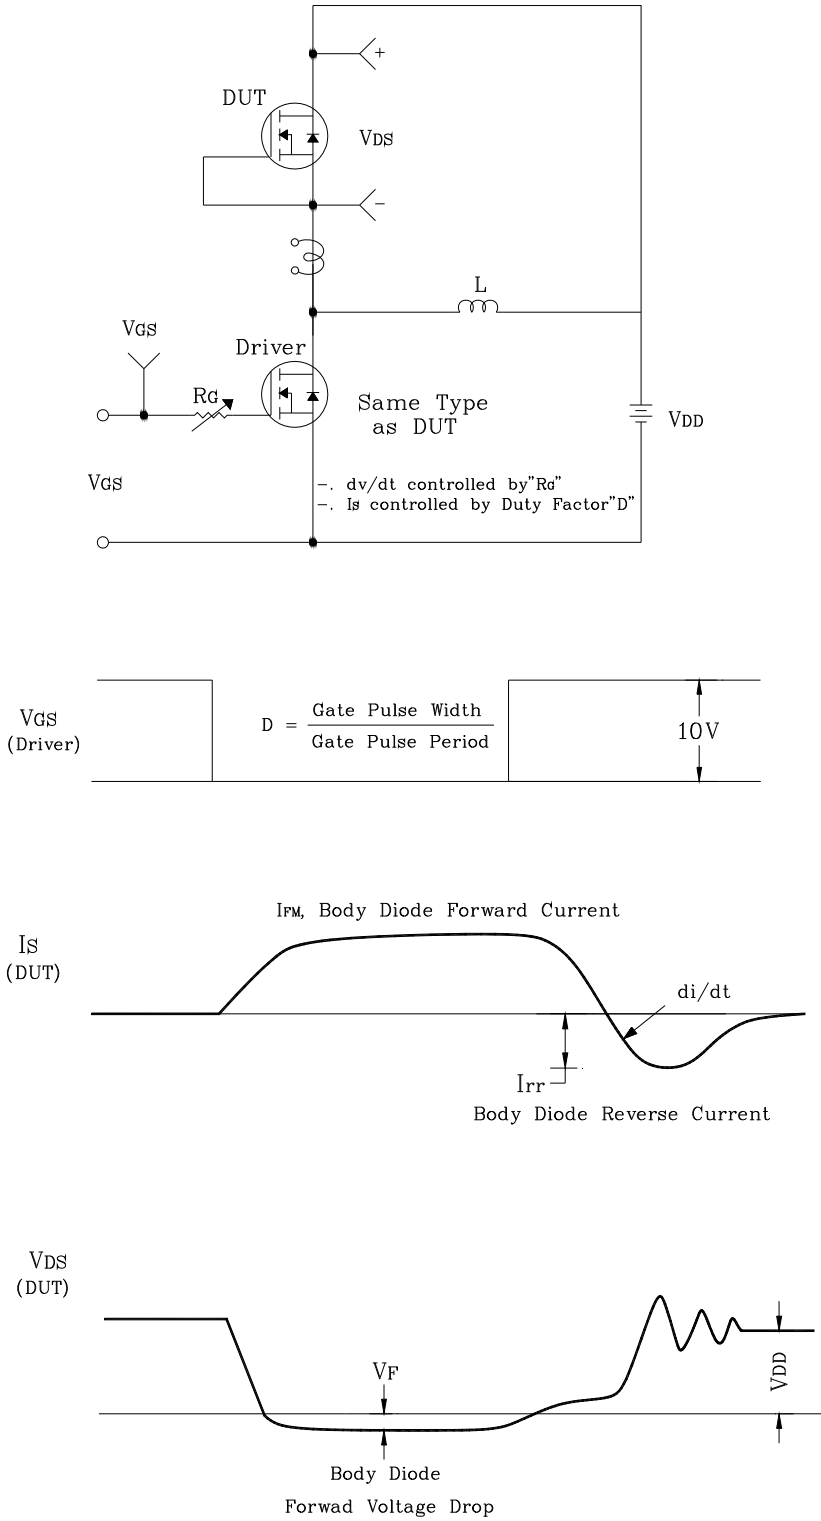 +
DUT
VDS
−
L
VGS
Driver
RG
Same Type
as DUT
VDD
VGS
−. dv/dt controlled by"RG"
−. IS controlled by Duty Factor"D"
VGS
(Driver)
D = Gate Pulse Width
Gate Pulse Period
10V
IFM, Body Diode Forward Current
IS
(DUT)
di/dt
Irr
Body Diode Reverse Current
VDS
(DUT)
VF
VDD
Body Diode
Forwad Voltage Drop